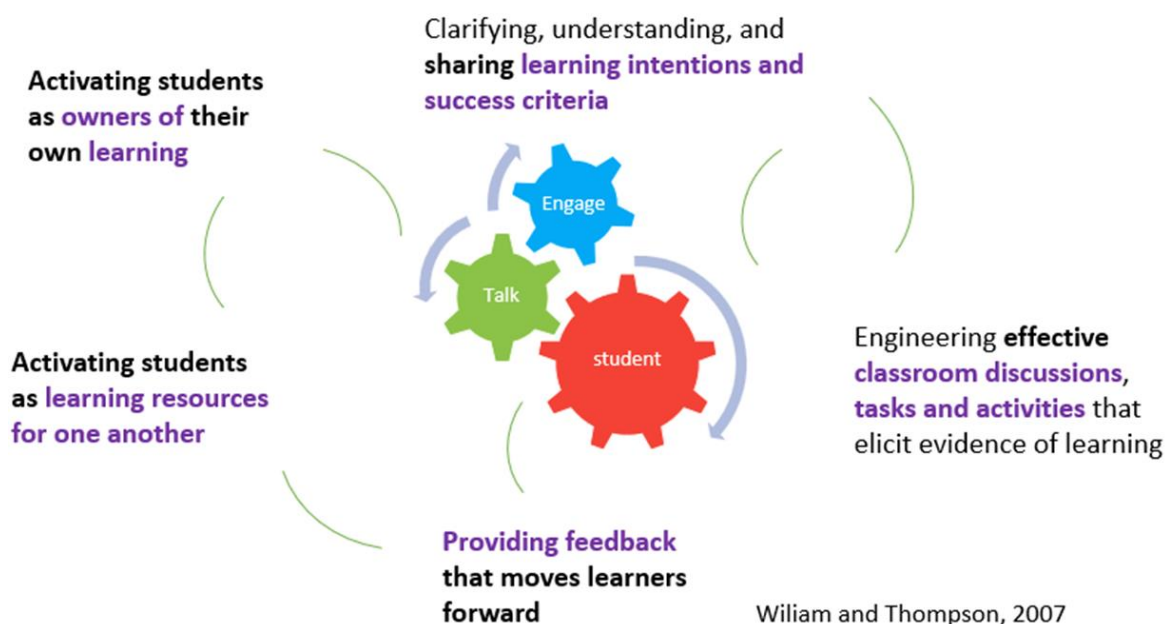 Clarifying, understanding, and
sharing learning intentions and
success criteria
Activating students
as owners of their
own learning
Engage
Talk
student
Engineering effective
classroom discussions,
tasks and activities that
elicit evidence of learning
Activating students
as learning resources
for one another
Providing feedback
that moves learners
forward
Wiliam and Thompson, 2007